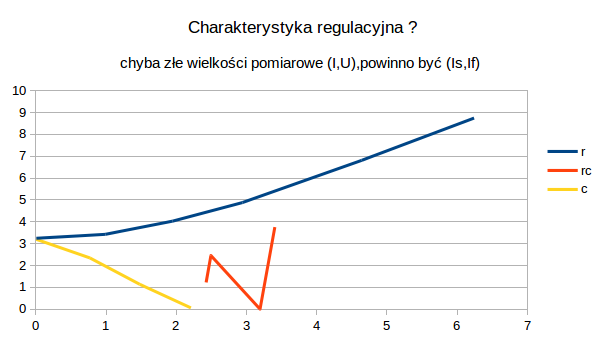 Charakterystyka regulacyjna ?
chyba złe wielkości pomiarowe (I,U),powinno być (Is,If)
10
9
8
7
6
5
4
3
2
1
0
0 1 2 3 4 5 6 7
r
rc
c